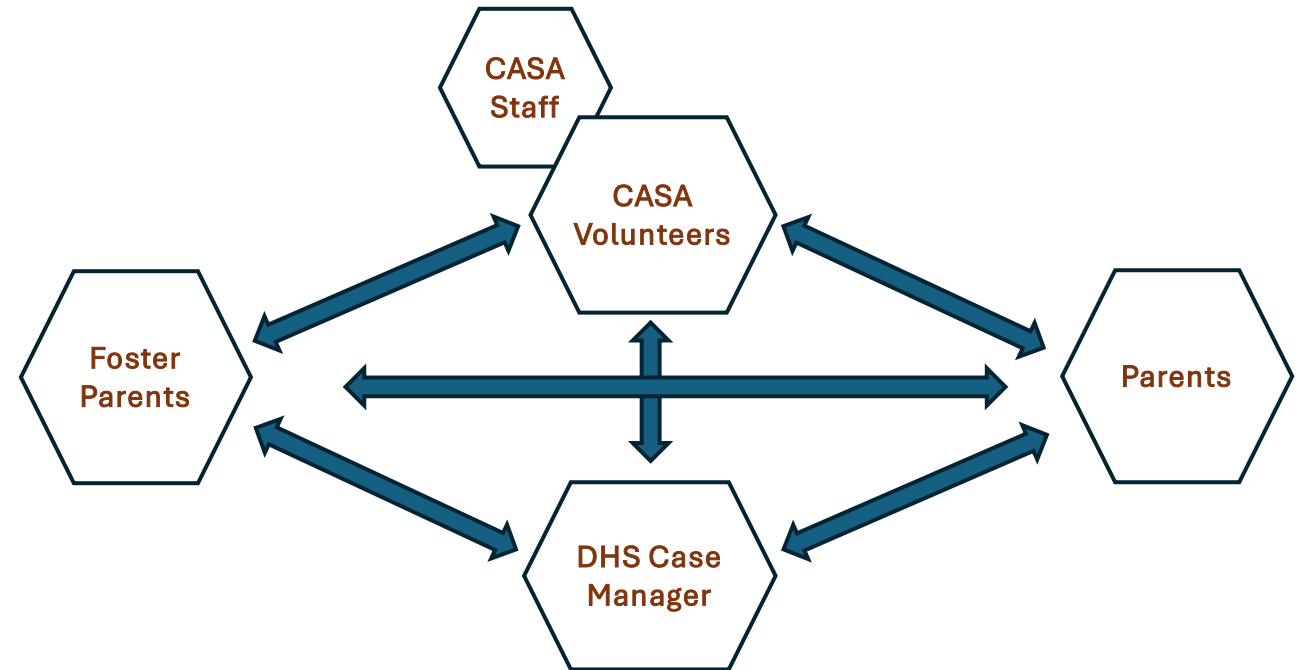 CASA
Staff
CASA
Volunteers
Foster
Parents
Parents
DHS Case
Manager